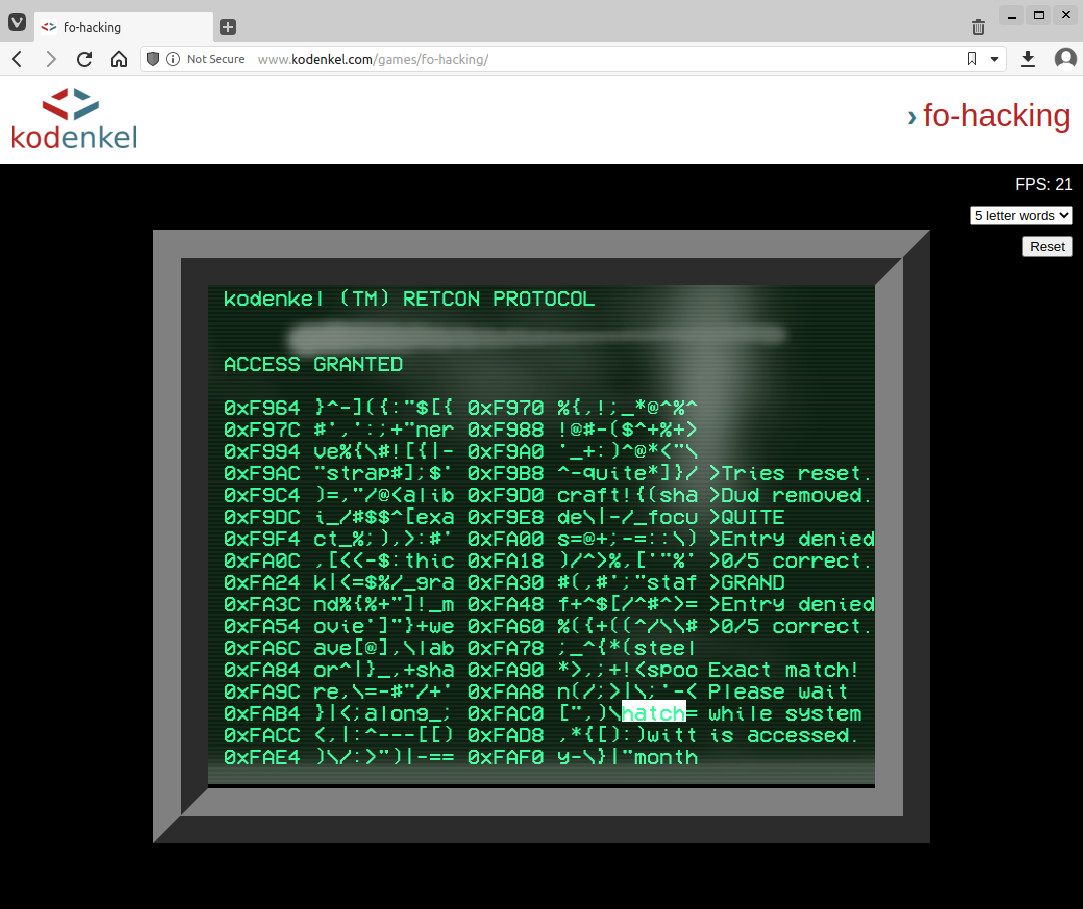 fo-hacking
Not Secure www.kodenkel.com/games/fo-hacking/
kodenkel
› fo-hacking
FPS: 21
5 letter words
Reset
kodenkel (TM) RETCON PROTOCOL
ACCESS GRANTED
0xF964 }^-]({:"$[{ 0xF970 %{,!;_*@^%^
0xF97C #',':;+"ner 0xF988 !@#-($^+%+>
0xF994 ve%{\#![{|- 0xF9A0 '_+:)^@*<"\
0xF9AC "strap#];$' 0xF9B8 ^-quite*]}/ >Tries reset.
0xF9C4 )=,"/@<alib 0xF9D0 craft!{(sha >Dud removed.
0xF9DC i_/#$$^[exa 0xF9E8 de\|-/_focu >QUITE
0xF9F4 ct_%;),>:#' 0xFA00 s=@+;-=::\) >Entry denied
0xFA0C ,[<<-$:thic 0xFA18 )/^>%,['"%' >0/5 correct.
0xFA24 k|<=$%/_gra 0xFA30 #(,#';"staf >GRAND
0xFA3C nd%{%+"]!_m 0xFA48 f+^$[/^#^>= >Entry denied
0xFA54 ovie']"}+we 0xFA60 %({+((^/\\# >0/5 correct.
0xFA6C ave[@],\lab 0xFA78 ;_^{*(steel
0xFA84 or^|}_,+sha 0xFA90 *>,;+!<spoo Exact match!
0xFA9C re,\=-#"/+' 0xFAA8 n(/;>|\;'-< Please wait
0xFAB4 }|<;along_; 0xFAC0 [",)\hatch= while system
0xFACC <,|:^---[[) 0xFAD8 ,*{[):)witt is accessed.
0xFAE4 )\/:>")|-== 0xFAF0 y-\}|"month